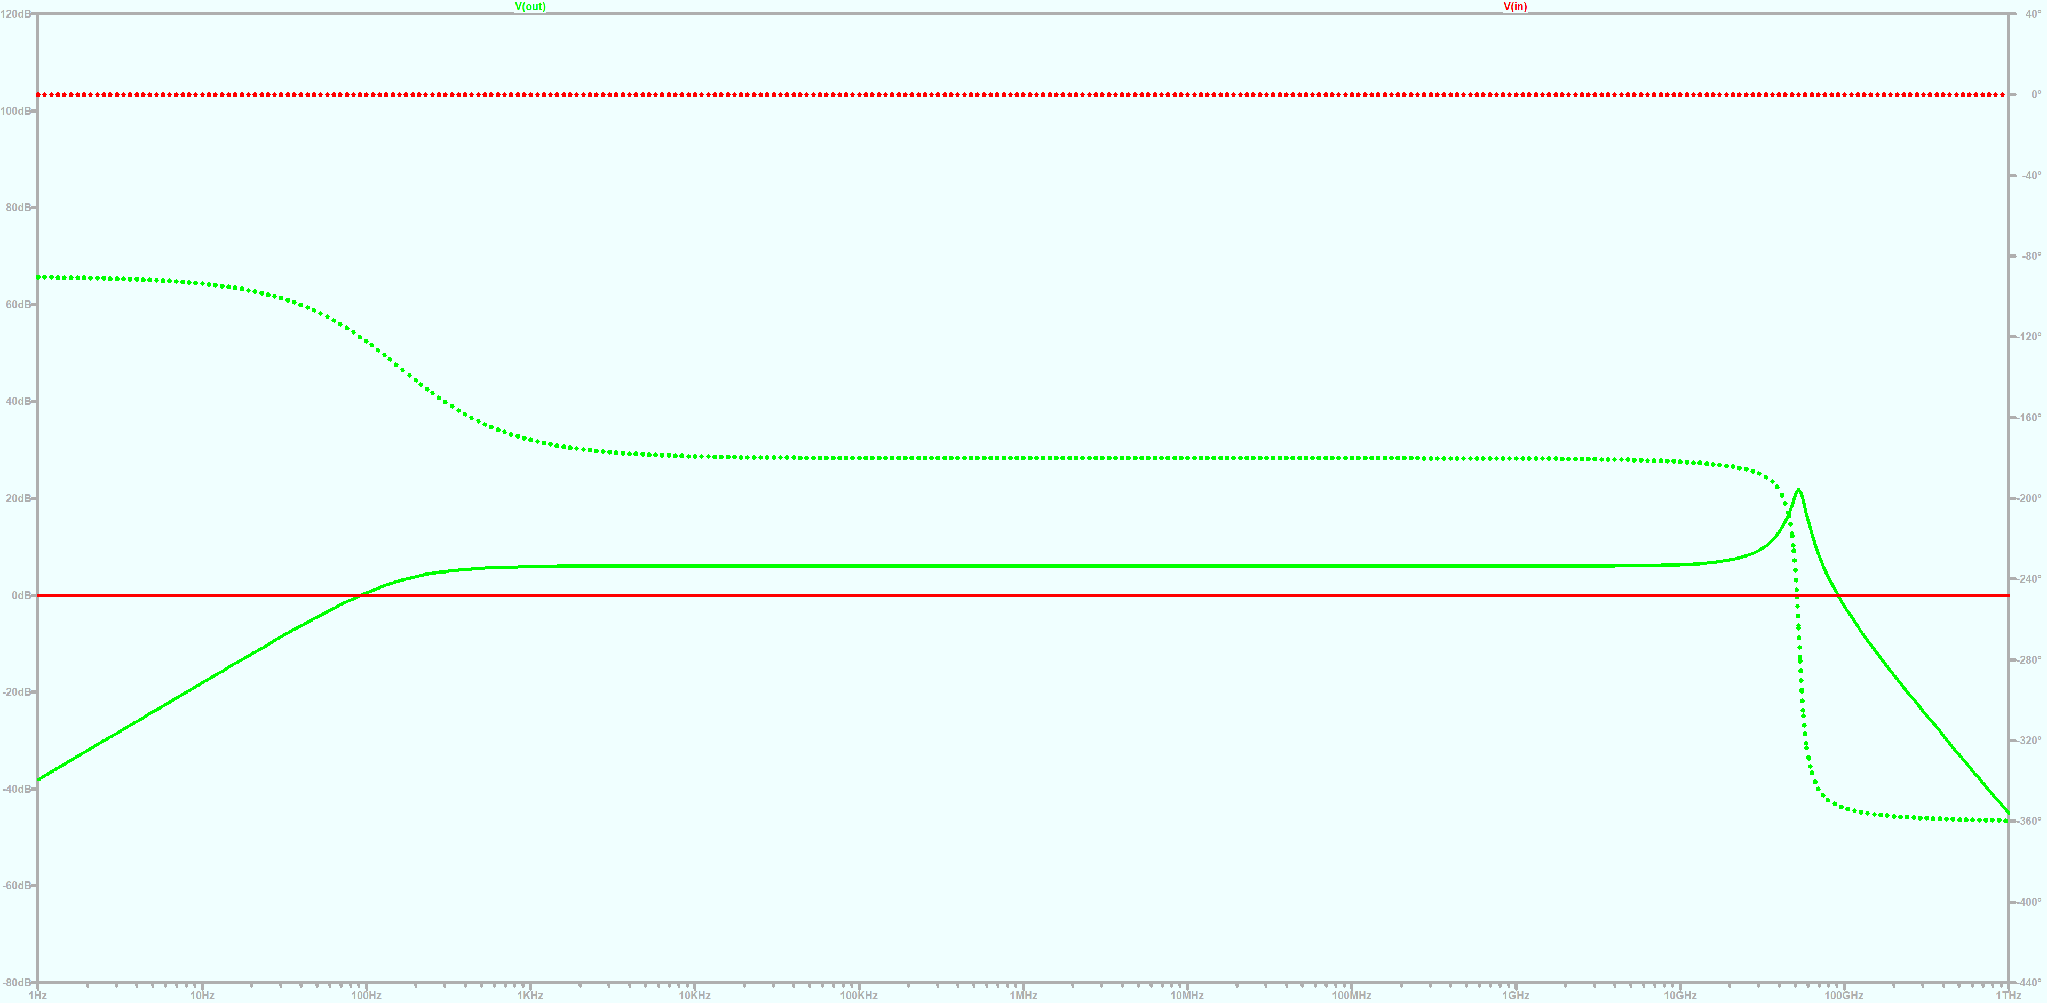 V(out) V(in)
120dB 40°
100dB 0°
80dB -40°
60dB -80°
40dB -120°
20dB -160°
0dB -200°
-20dB -240°
-40dB -280°
-60dB -320°
-80dB -360°
-400°
-440°
1Hz 10Hz 100Hz 1KHz 10KHz 100KHz 1MHz 10MHz 100MHz 1GHz 10GHz 100GHz 1THz